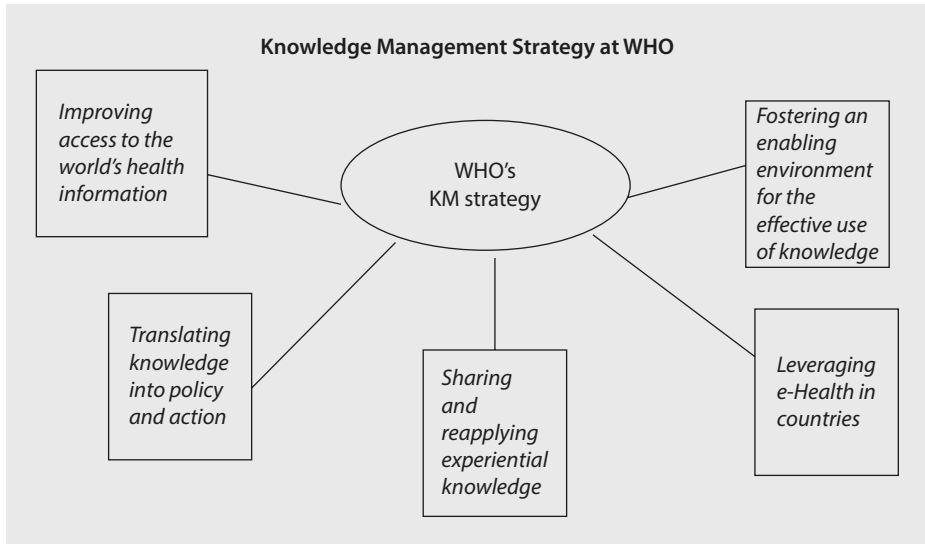 Knowledge Management Strategy at WHO
Improving
access to the
world's health
information
WHO's
KM strategy
Fostering an
enabling
environment
for the
effective use
of knowledge
Translating
knowledge
into policy
and action
Sharing
and
reapplying
experiential
knowledge
Leveraging
e-Health in
countries